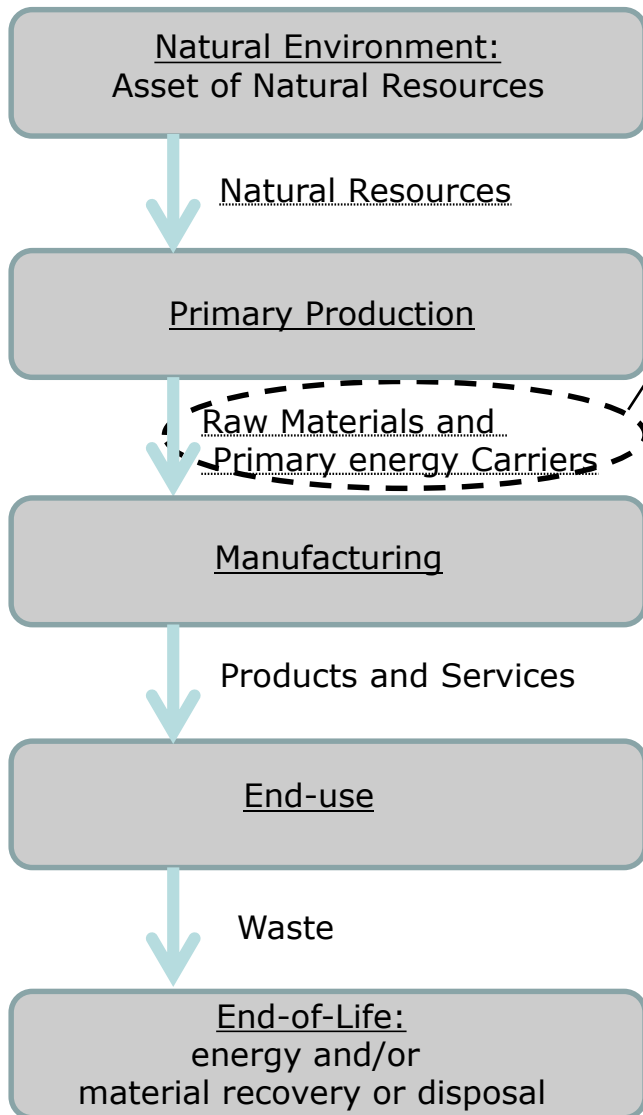 Natural Environment:
Asset of Natural Resources
Natural Resources
Primary Production
Raw Materials and
Primary energy Carriers
Manufacturing
Products and Services
End-use
Waste
End-of-Life:
energy and/or
material recovery or disposal